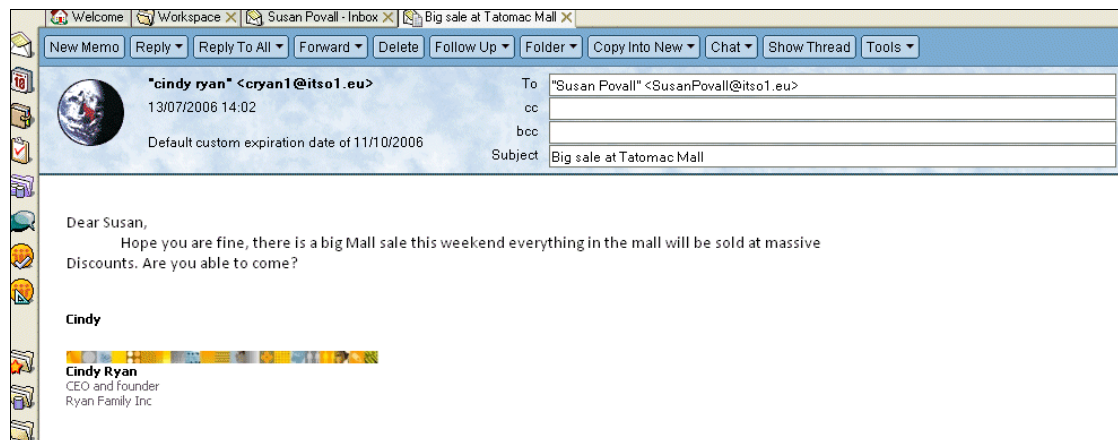 Welcome Workspace Susan Povall - Inbox Big sale at Tatomac Mall
New Memo Reply Reply To All Forward Delete Follow Up Folder Copy Into New Chat Show Thread Tools
"cindy ryan" <cryan1@itso1.eu>
13/07/2006 14:02
Default custom expiration date of 11/10/2006
To "Susan Povall" <SusanPovall@itso1.eu>
cc
bcc
Subject Big sale at Tatomac Mall
18
Dear Susan,
Hope you are fine, there is a big Mall sale this weekend everything in the mall will be sold at massive
Discounts. Are you able to come?
Cindy
Cindy Ryan
CEO and founder
Ryan Family Inc